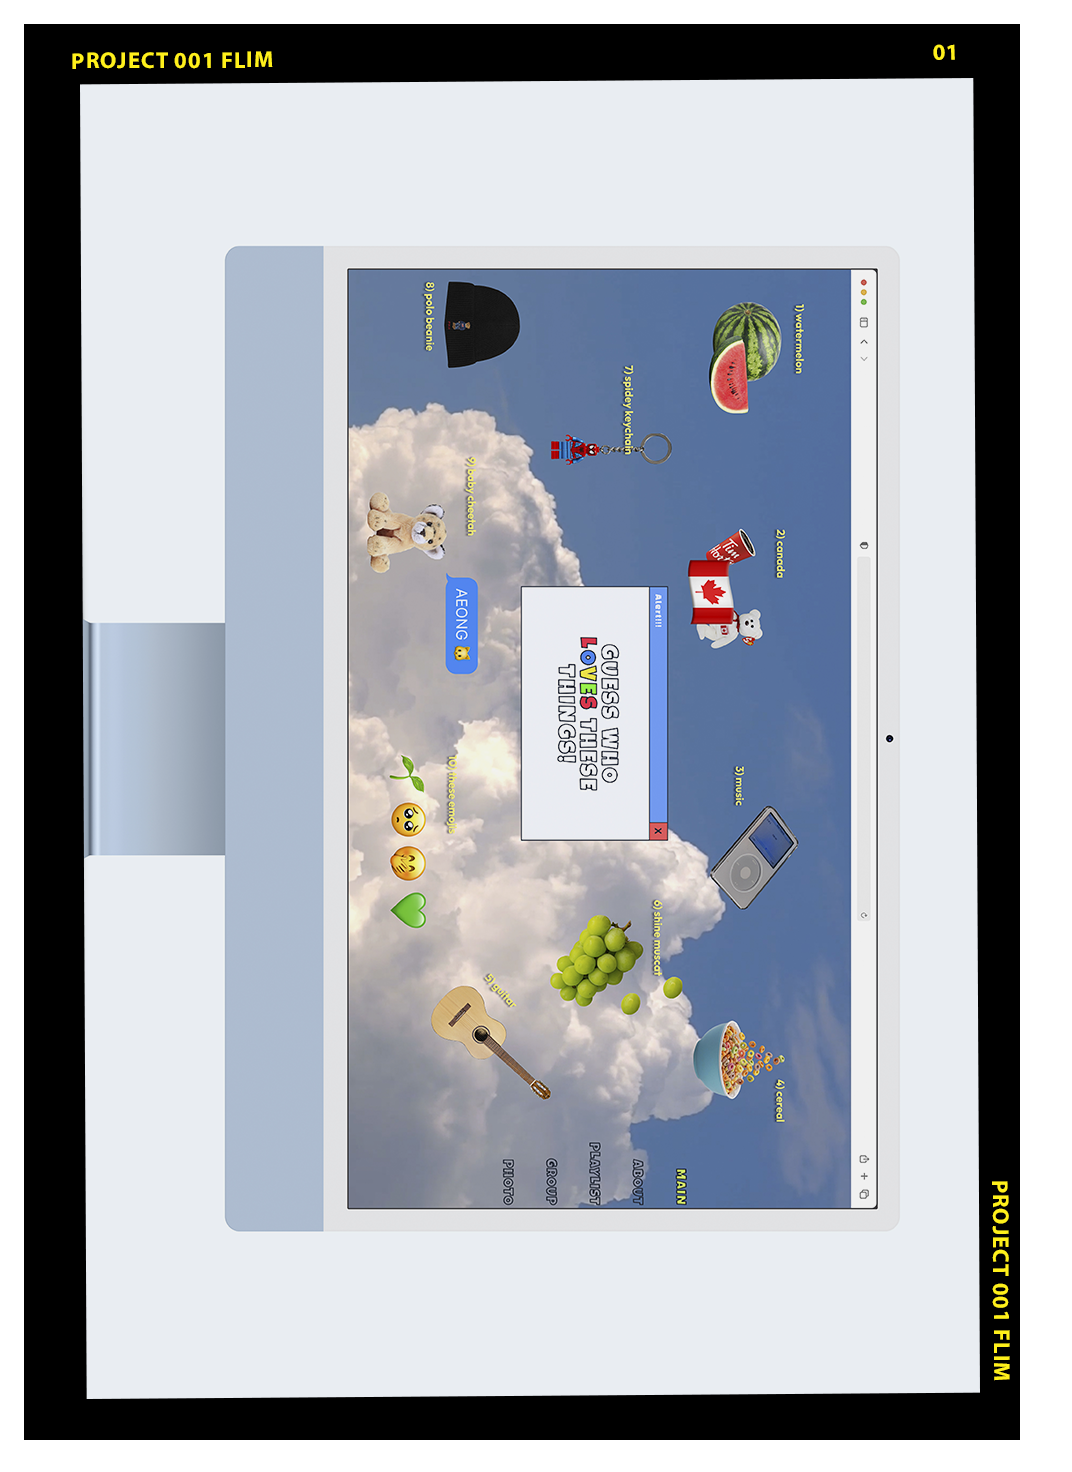 PROJECT 001 FLIM
01
1) watermelon
2) canada
Tim
3) music
4) cereal
5) guitar
6) shine muscat
7) spidey keychain
8) polo beanie
9) baby cheetah
10) these emojis
Alert!!!
X
GUESS WHO
LOVES THESE
THINGS!
AEONG 🐱
MAIN
ABOUT
PLAYLIST
GROUP
PHOTO
PROJECT 001 FLIM